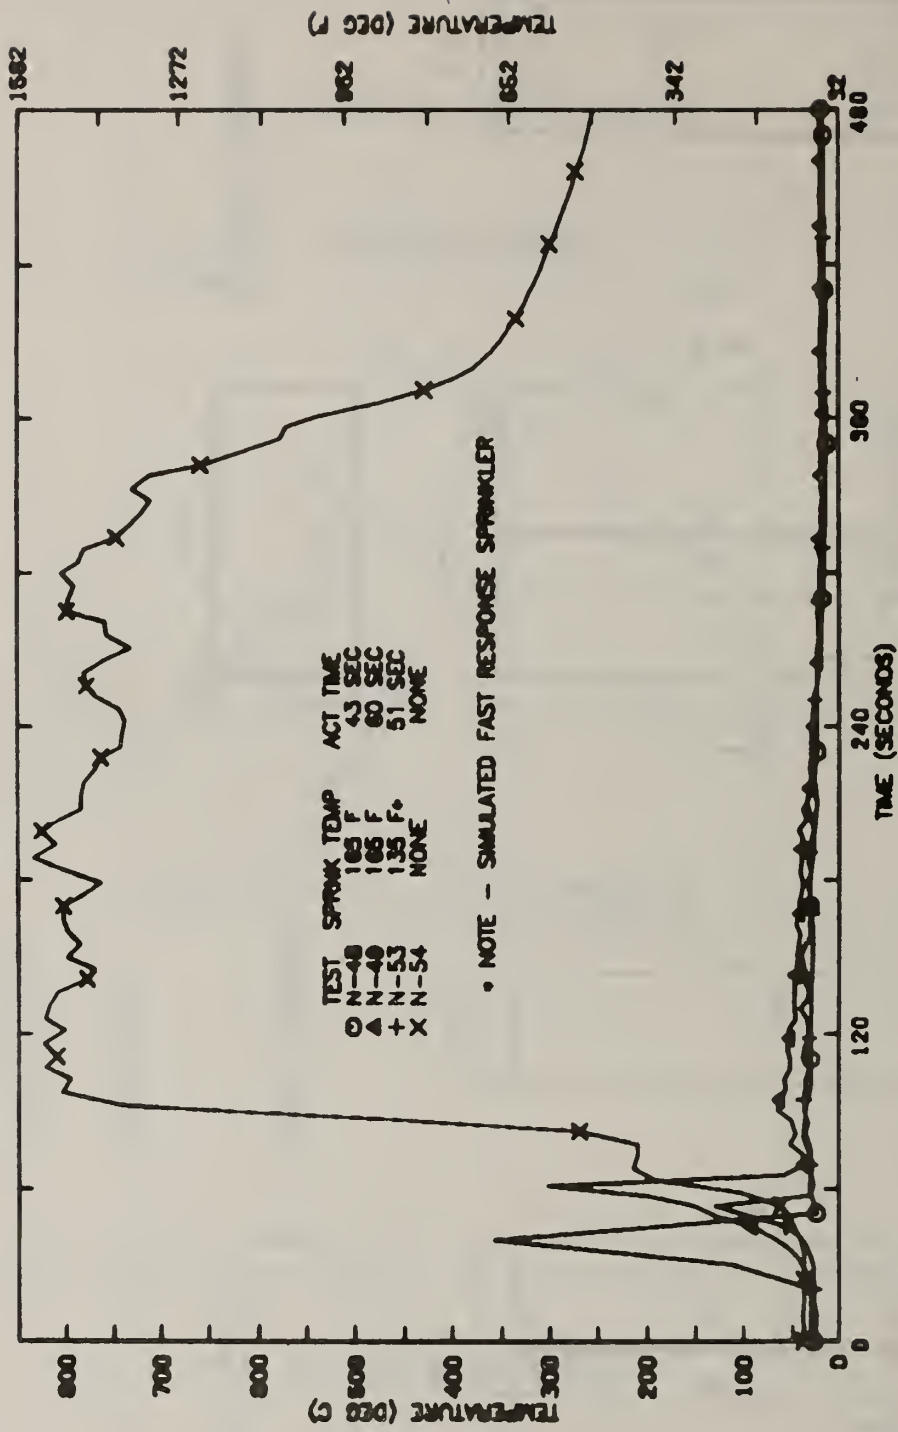 TEMPERATURE (DEG F)
1582
1272
962
652
342
32
TEST SPRINK TEMP ACT TIME
N-48 165 F 43 SEC
N-49 165 F 60 SEC
+ N-53 135 F* 51 SEC
X N-54 NONE NONE
* NOTE - SIMULATED FAST RESPONSE SPRINKLER
800
700
600
500
400
300
200
100
0
TEMPERATURE (DEG C)
0
120
240
360
480
TIME (SECONDS)